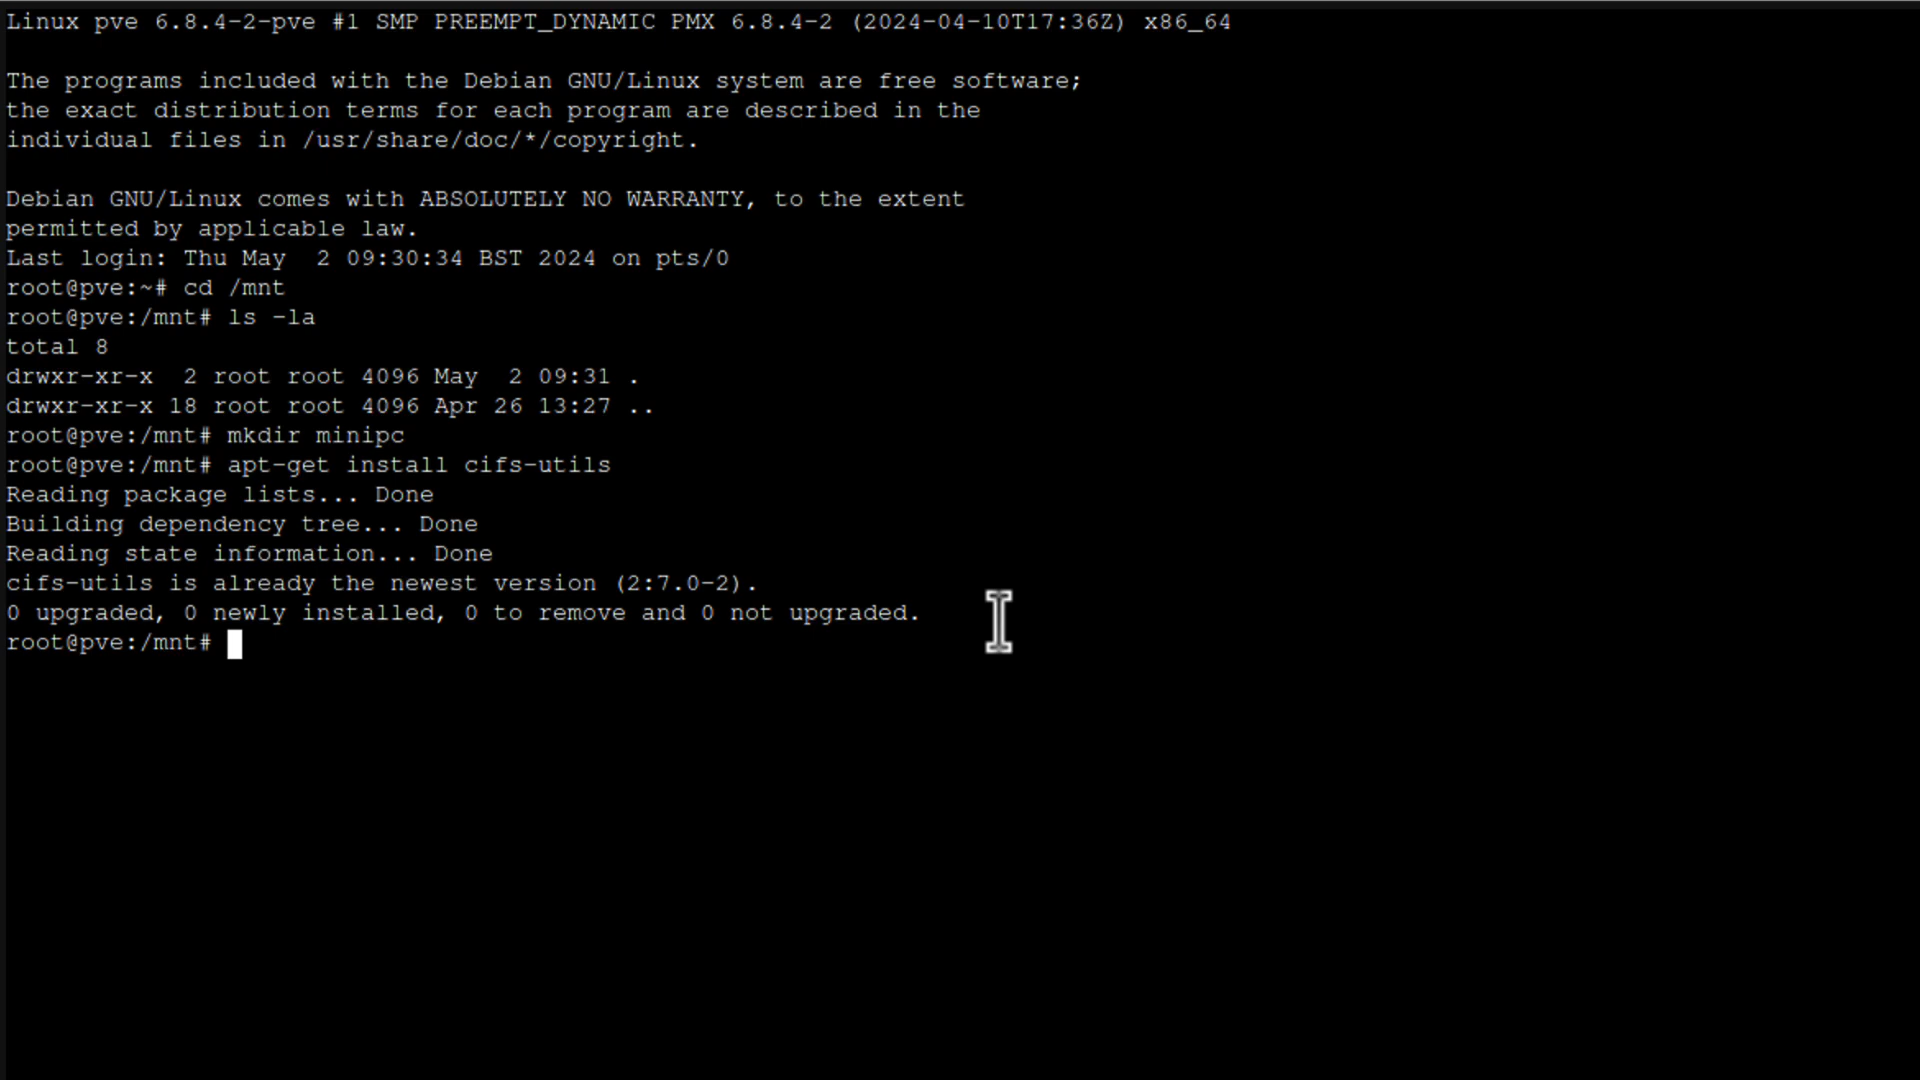 Linux pve 6.8.4-2-pve #1 SMP PREEMPT_DYNAMIC PMX 6.8.4-2 (2024-04-10T17:36Z) x86_64
The programs included with the Debian GNU/Linux system are free software;
the exact distribution terms for each program are described in the
individual files in /usr/share/doc/*/copyright.
Debian GNU/Linux comes with ABSOLUTELY NO WARRANTY, to the extent
permitted by applicable law.
Last login: Thu May  2 09:30:34 BST 2024 on pts/0
root@pve:~# cd /mnt
root@pve:/mnt# ls -la
total 8
drwxr-xr-x  2 root root 4096 May  2 09:31 .
drwxr-xr-x 18 root root 4096 Apr 26 13:27 ..
root@pve:/mnt# mkdir minipc
root@pve:/mnt# apt-get install cifs-utils
Reading package lists... Done
Building dependency tree... Done
Reading state information... Done
cifs-utils is already the newest version (2:7.0-2).
0 upgraded, 0 newly installed, 0 to remove and 0 not upgraded.
root@pve:/mnt#